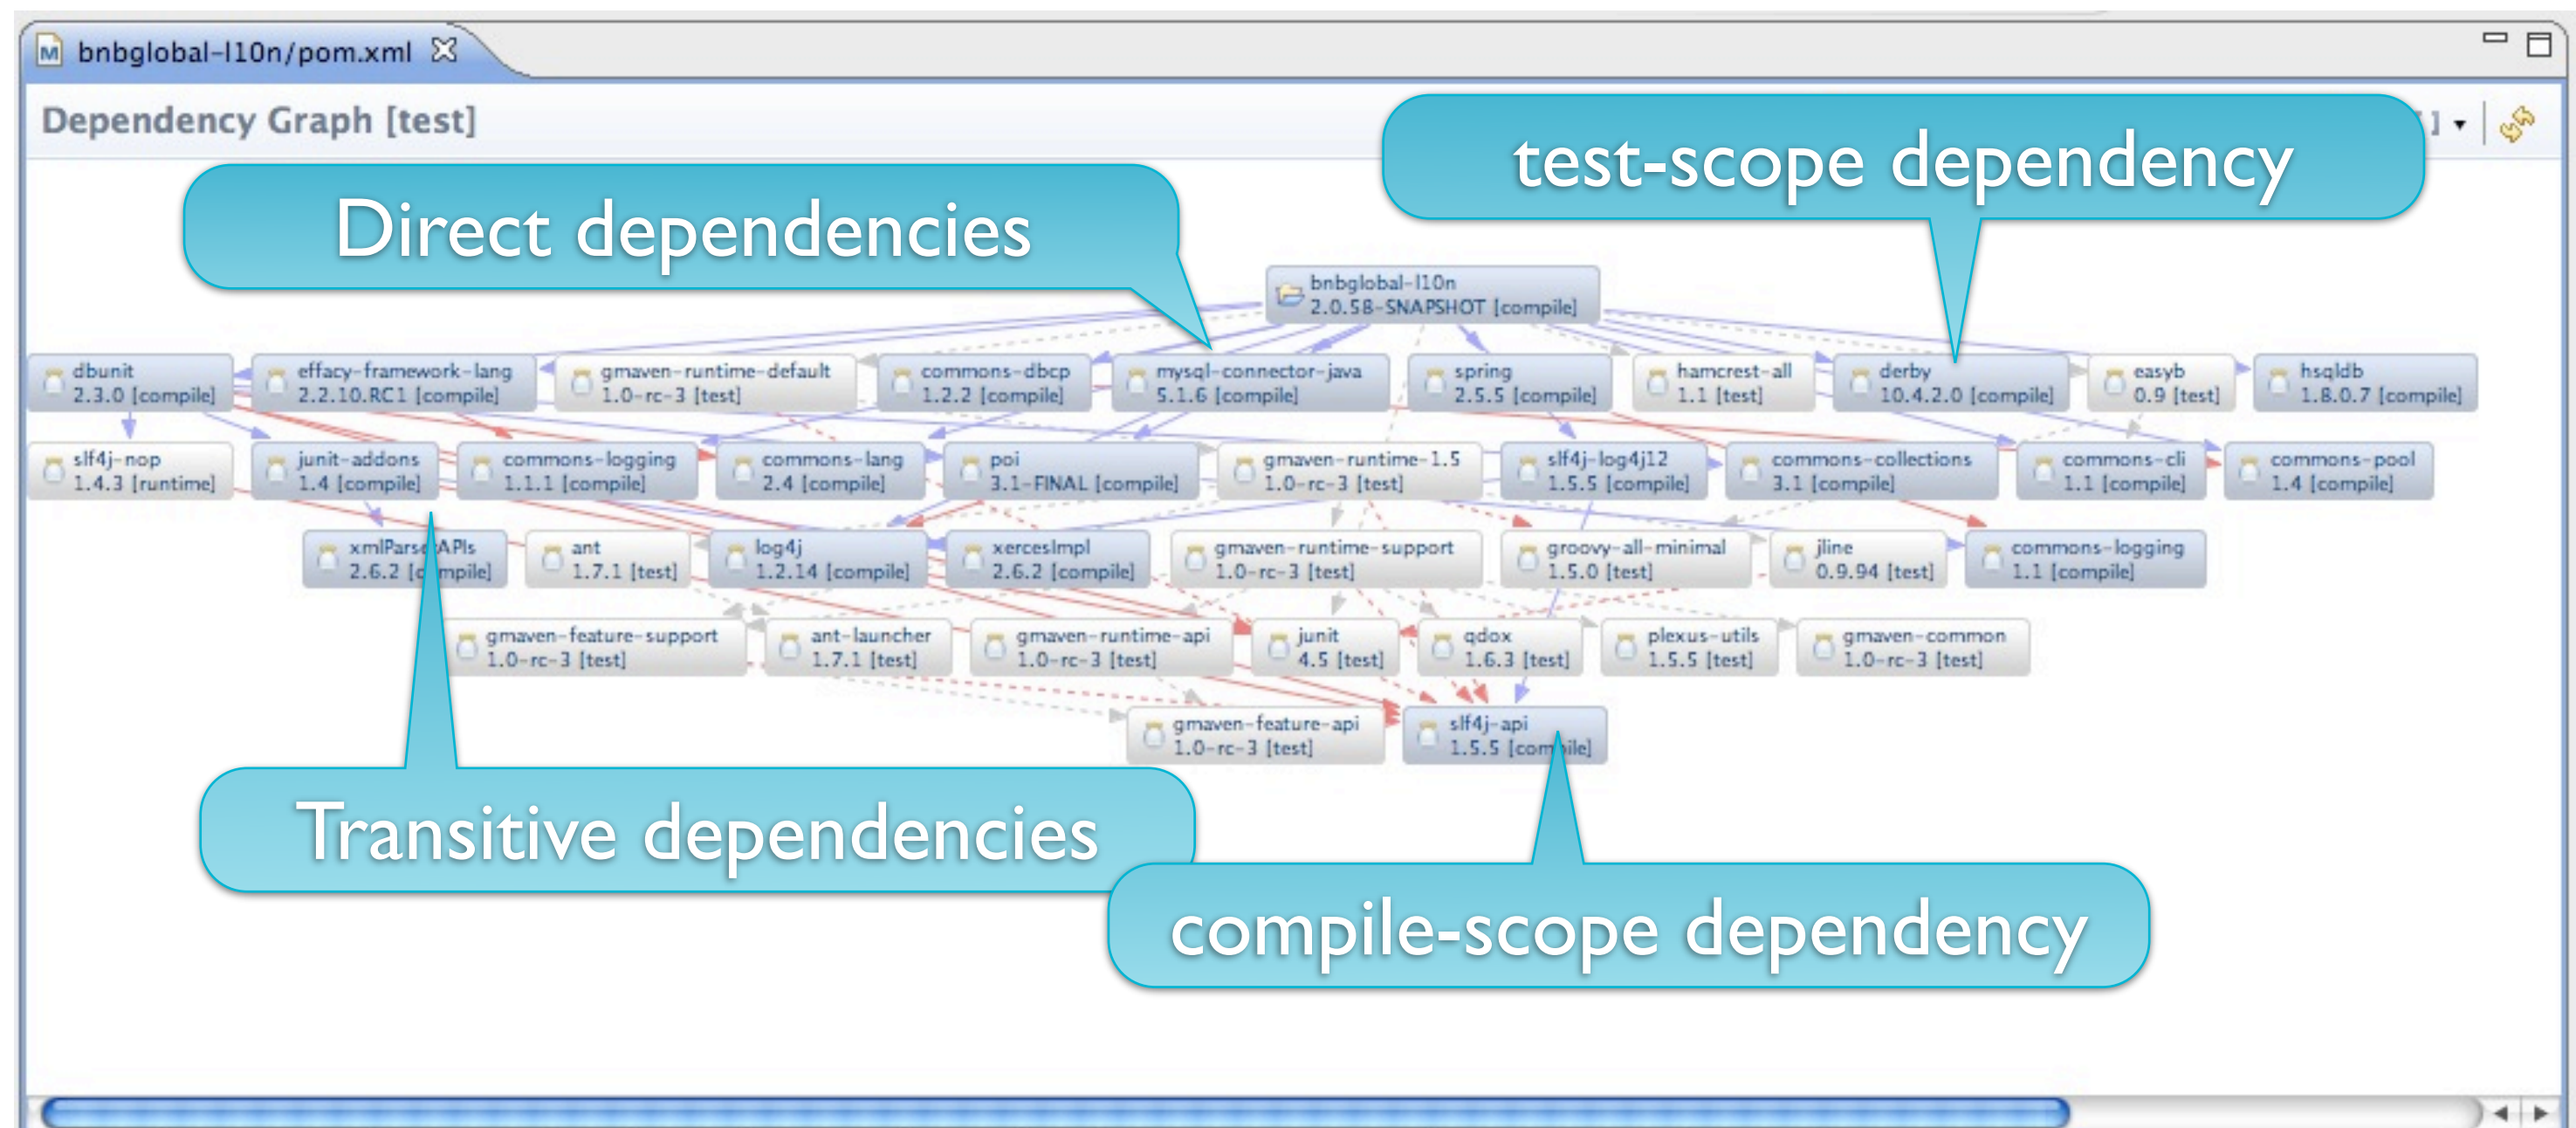 bnbglobal-l10n/pom.xml
Dependency Graph [test]
]
test-scope dependency
Direct dependencies
bnbglobal-l10n
2.0.58-SNAPSHOT [compile]
dbunit
2.3.0 [compile]
effacy-framework-lang
2.2.10.RC1 [compile]
gmaven-runtime-default
1.0-rc-3 [test]
commons-dbcp
1.2.2 [compile]
mysql-connector-java
5.1.6 [compile]
spring
2.5.5 [compile]
hamcrest-all
1.1 [test]
derby
10.4.2.0 [compile]
easyb
0.9 [test]
hsqldb
1.8.0.7 [compile]
slf4j-nop
1.4.3 [runtime]
junit-addons
1.4 [compile]
commons-logging
1.1.1 [compile]
commons-lang
2.4 [compile]
poi
3.1-FINAL [compile]
gmaven-runtime-1.5
1.0-rc-3 [test]
slf4j-log4j12
1.5.5 [compile]
commons-collections
3.1 [compile]
commons-cli
1.1 [compile]
commons-pool
1.4 [compile]
xmlParserAPIs
2.6.2 [compile]
ant
1.7.1 [test]
log4j
1.2.14 [compile]
xercesImpl
2.6.2 [compile]
gmaven-runtime-support
1.0-rc-3 [test]
groovy-all-minimal
1.5.0 [test]
jline
0.9.94 [test]
commons-logging
1.1 [compile]
gmaven-feature-support
1.0-rc-3 [test]
ant-launcher
1.7.1 [test]
gmaven-runtime-api
1.0-rc-3 [test]
junit
4.5 [test]
qdox
1.6.3 [test]
plexus-utils
1.5.5 [test]
gmaven-common
1.0-rc-3 [test]
gmaven-feature-api
1.0-rc-3 [test]
slf4j-api
1.5.5 [compile]
Transitive dependencies
compile-scope dependency